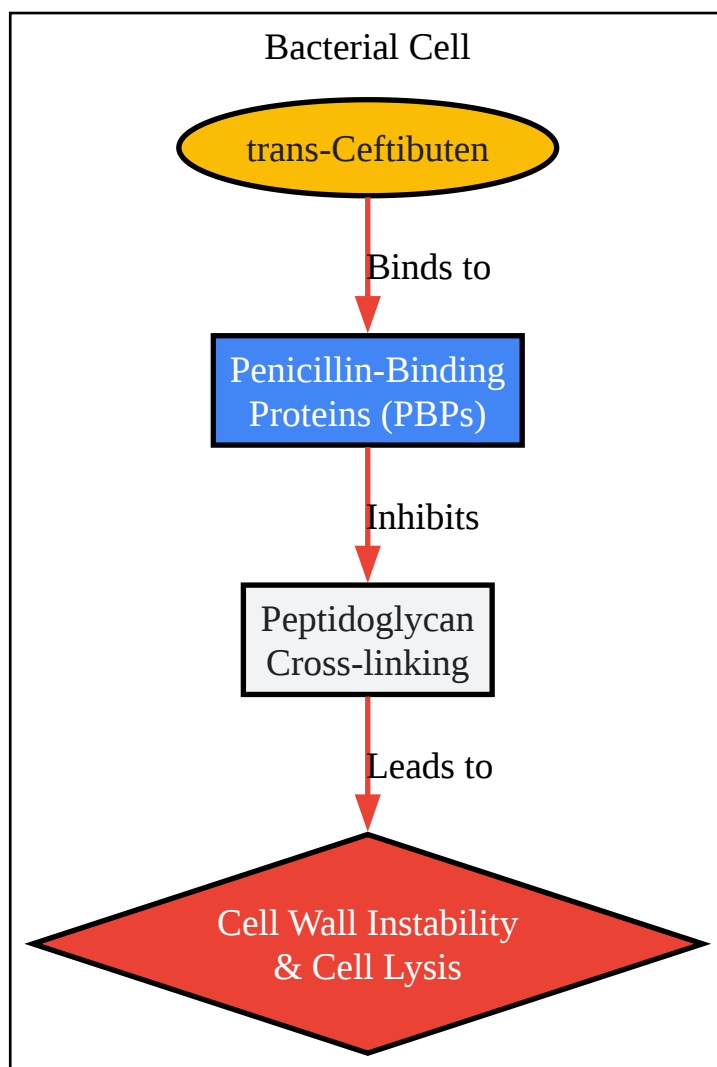 Bacterial Cell
trans-Ceftibuten
Binds to
Penicillin-Binding
Proteins (PBPs)
Inhibits
Peptidoglycan
Cross-linking
Leads to
Cell Wall Instability
& Cell Lysis